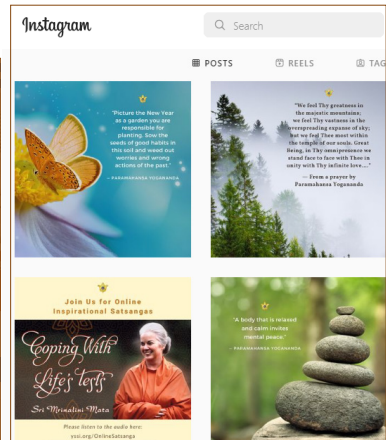 Instagram
Search
POSTS
REELS
TAG
"Picture the New Year
as a garden you are
responsible for
planting. Sow the
seeds of good habits in
this soil and weed out
worries and wrong
actions of the past."
— PARAMAHANSA YOGANANDA
"We feel Thy greatness in
the majestic mountains;
we feel Thy vastness in the
overspreading expanse of sky;
but we feel Thee most within
the temple of our souls. Great
Being, in Thy omnipresence we
stand face to face with Thee in
unity with Thy infinite love...."
— From a prayer by
Paramahansa Yogananda
Join Us for Online
Inspirational Satsangas
Coping With
Life's tests
Sri Mrinalini Mata
Please listen to the audio here:
yssi.org/OnlineSatsanga
"A body that is relaxed
and calm invites
mental peace."
— PARAMAHANSA YOGANANDA